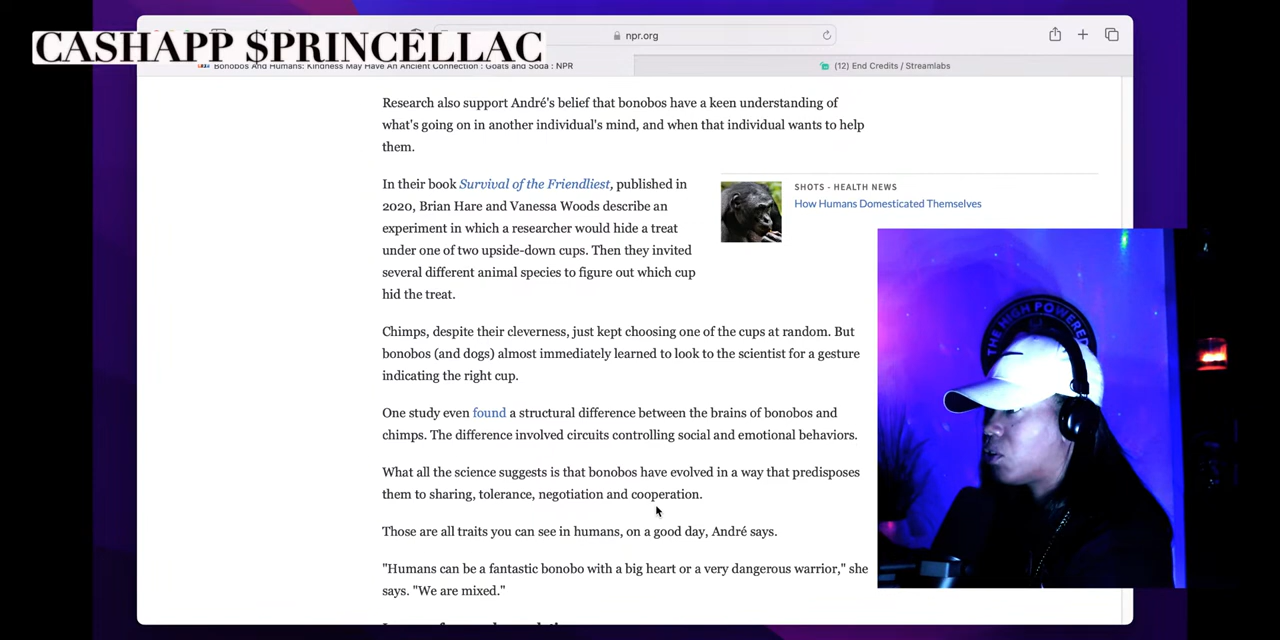 CASHAPP $PRINCELLAC
npr.org
Bonobos And Humans: Kindness May Have An Ancient Connection : Goats and Soda : NPR
(12) End Credits / Streamlabs
Research also support André's belief that bonobos have a keen understanding of
what's going on in another individual's mind, and when that individual wants to help
them.
In their book Survival of the Friendliest, published in
2020, Brian Hare and Vanessa Woods describe an
experiment in which a researcher would hide a treat
under one of two upside-down cups. Then they invited
several different animal species to figure out which cup
hid the treat.
SHOTS - HEALTH NEWS
How Humans Domesticated Themselves
Chimps, despite their cleverness, just kept choosing one of the cups at random. But
bonobos (and dogs) almost immediately learned to look to the scientist for a gesture
indicating the right cup.
One study even found a structural difference between the brains of bonobos and
chimps. The difference involved circuits controlling social and emotional behaviors.
What all the science suggests is that bonobos have evolved in a way that predisposes
them to sharing, tolerance, negotiation and cooperation.
Those are all traits you can see in humans, on a good day, André says.
"Humans can be a fantastic bonobo with a big heart or a very dangerous warrior," she
says. "We are mixed."
THE HIGH POWERED